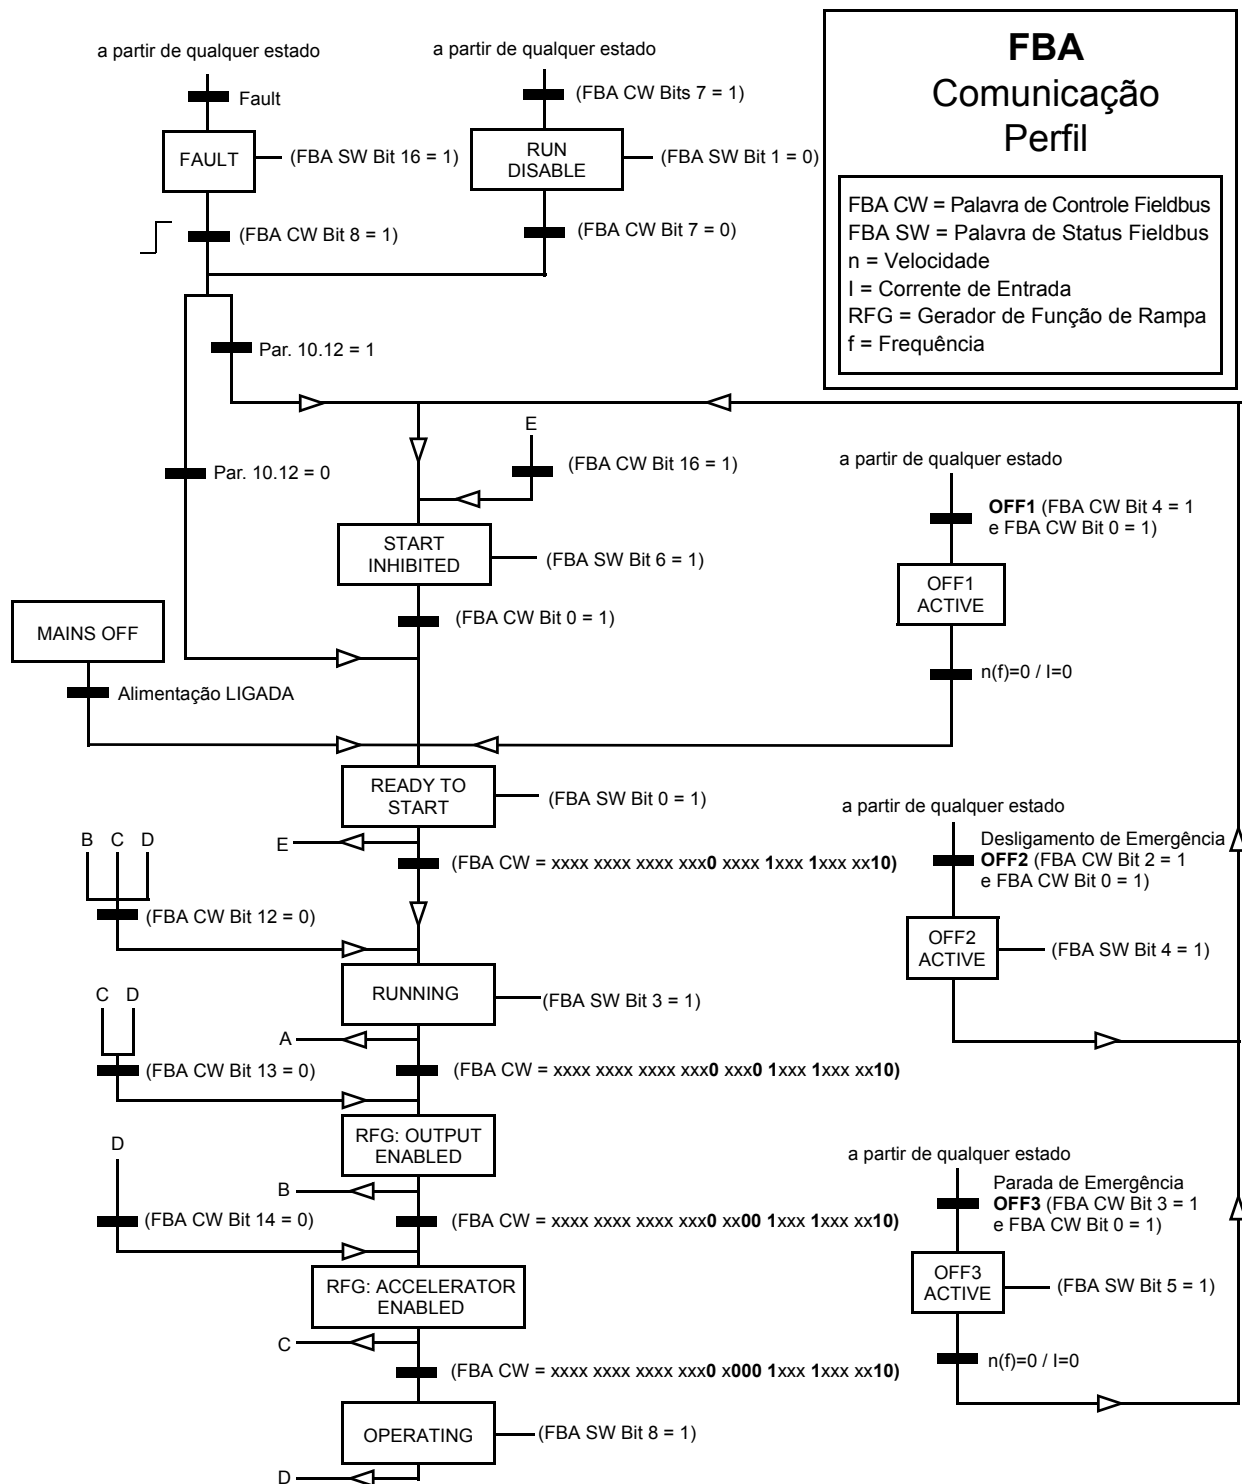 a partir de qualquer estado
a partir de qualquer estado
FBA
Comunicação
Perfil
Fault
(FBA CW Bits 7 = 1)
FAULT
(FBA SW Bit 16 = 1)
RUN
DISABLE
(FBA SW Bit 1 = 0)
FBA CW = Palavra de Controle Fieldbus
FBA SW = Palavra de Status Fieldbus
n = Velocidade
I = Corrente de Entrada
RFG = Gerador de Função de Rampa
f = Frequência
(FBA CW Bit 8 = 1)
(FBA CW Bit 7 = 0)
Par. 10.12 = 1
E
(FBA CW Bit 16 = 1)
Par. 10.12 = 0
a partir de qualquer estado
OFF1 (FBA CW Bit 4 = 1
e FBA CW Bit 0 = 1)
START
INHIBITED
(FBA SW Bit 6 = 1)
OFF1
ACTIVE
(FBA CW Bit 0 = 1)
MAINS OFF
n(f)=0 / I=0
Alimentação LIGADA
READY TO
START
(FBA SW Bit 0 = 1)
a partir de qualquer estado
B C D
E
(FBA CW = xxxx xxxx xxxx xxx0 xxxx 1xxx 1xxx xx10)
Desligamento de Emergência
OFF2 (FBA CW Bit 2 = 1
e FBA CW Bit 0 = 1)
(FBA CW Bit 12 = 0)
OFF2
ACTIVE
(FBA SW Bit 4 = 1)
RUNNING
(FBA SW Bit 3 = 1)
C D
A
(FBA CW Bit 13 = 0)
(FBA CW = xxxx xxxx xxxx xxx0 xxx0 1xxx 1xxx xx10)
RFG: OUTPUT
ENABLED
D
a partir de qualquer estado
B
Parada de Emergência
OFF3 (FBA CW Bit 3 = 1
e FBA CW Bit 0 = 1)
(FBA CW Bit 14 = 0)
(FBA CW = xxxx xxxx xxxx xxx0 xx00 1xxx 1xxx xx10)
RFG: ACCELERATOR
ENABLED
OFF3
ACTIVE
(FBA SW Bit 5 = 1)
C
(FBA CW = xxxx xxxx xxxx xxx0 x000 1xxx 1xxx xx10)
n(f)=0 / I=0
OPERATING
(FBA SW Bit 8 = 1)
D